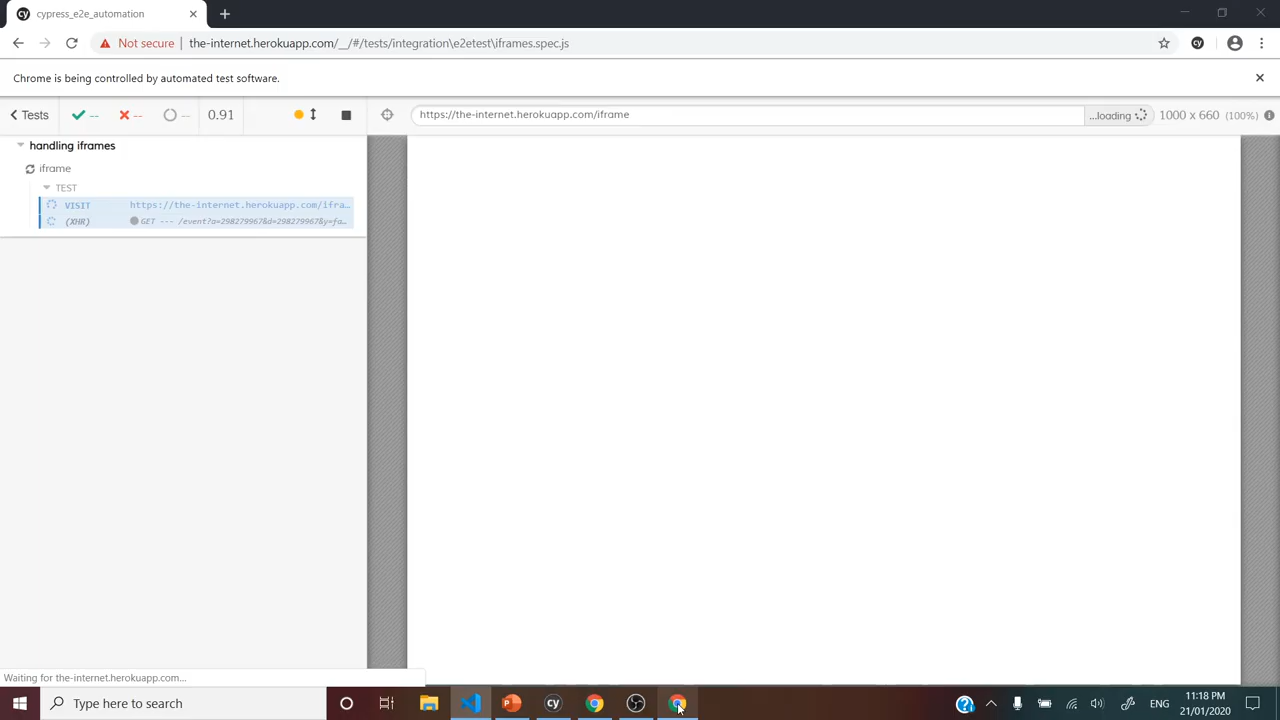 cypress_e2e_automation
Not secure
the-internet.herokuapp.com/__/#/tests/integration\e2etest\iframes.spec.js
Chrome is being controlled by automated test software.
Tests -- -- -- 0.91 https://the-internet.herokuapp.com/iframe ...loading 1000 x 660 (100%)
handling iframes
iframe
TEST
VISIT https://the-internet.herokuapp.com/ifra...
(XHR) GET --- /event?a=298279967&d=298279967&y=fa...
Waiting for the-internet.herokuapp.com...
Type here to search
cy
ENG
11:18 PM
21/01/2020